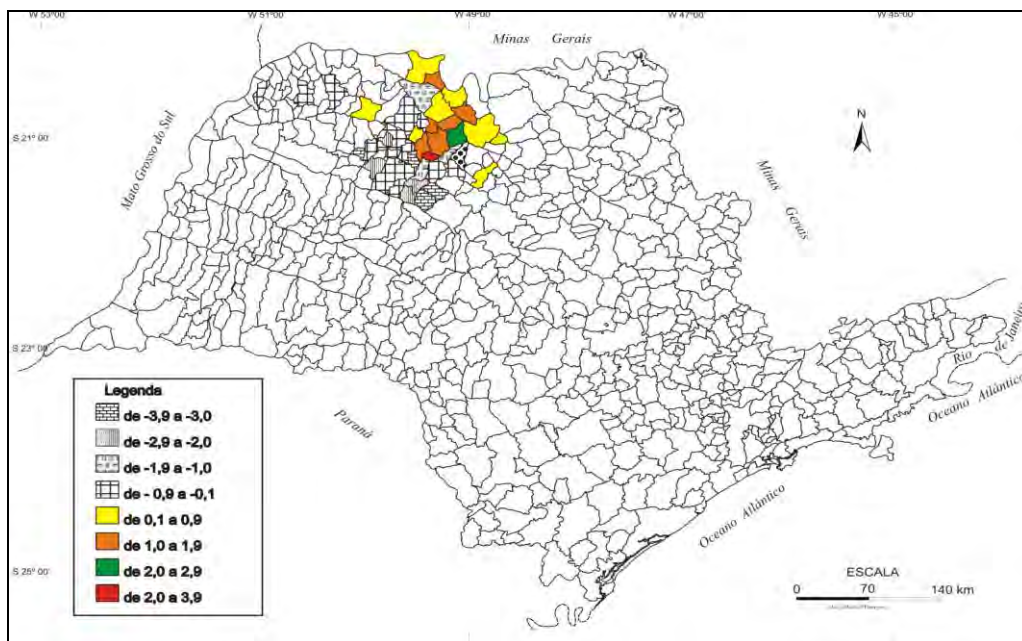 W 53°00'
W 51°00'
W 49°00'
W 47°00'
W 45°00'
Minas Gerais
S 21° 00'
N
Mato Grosso do Sul
Minas Gerais
S 23° 00'
Rio de Janeiro
Oceano Atlântico
Paraná
Oceano Atlântico
Legenda
de -3,9 a -3,0
de -2,9 a -2,0
de -1,9 a -1,0
de - 0,9 a -0,1
de 0,1 a 0,9
de 1,0 a 1,9
de 2,0 a 2,9
de 2,0 a 3,9
S 25° 00'
ESCALA
0 70 140 km